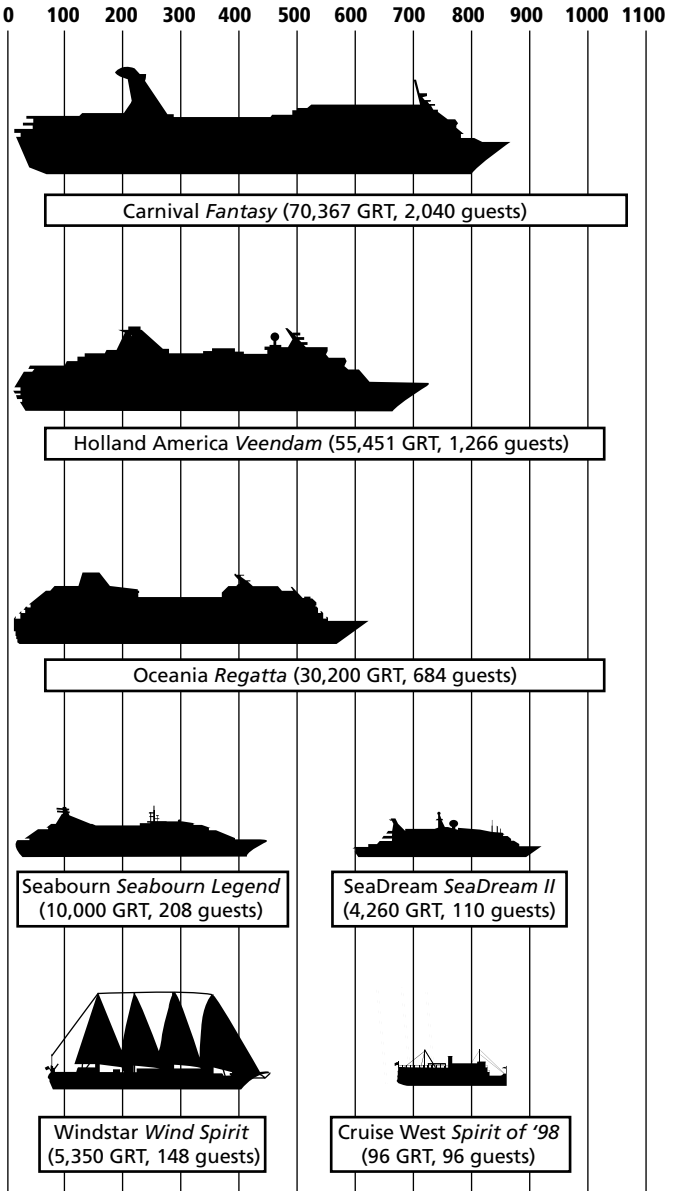 0 100 200 300 400 500 600 700 800 900 1000 1100
Carnival Fantasy (70,367 GRT, 2,040 guests)
Holland America Veendam (55,451 GRT, 1,266 guests)
Oceania Regatta (30,200 GRT, 684 guests)
Seabourn Seabourn Legend
(10,000 GRT, 208 guests)
SeaDream SeaDream II
(4,260 GRT, 110 guests)
Windstar Wind Spirit
(5,350 GRT, 148 guests)
Cruise West Spirit of ‘98
(96 GRT, 96 guests)